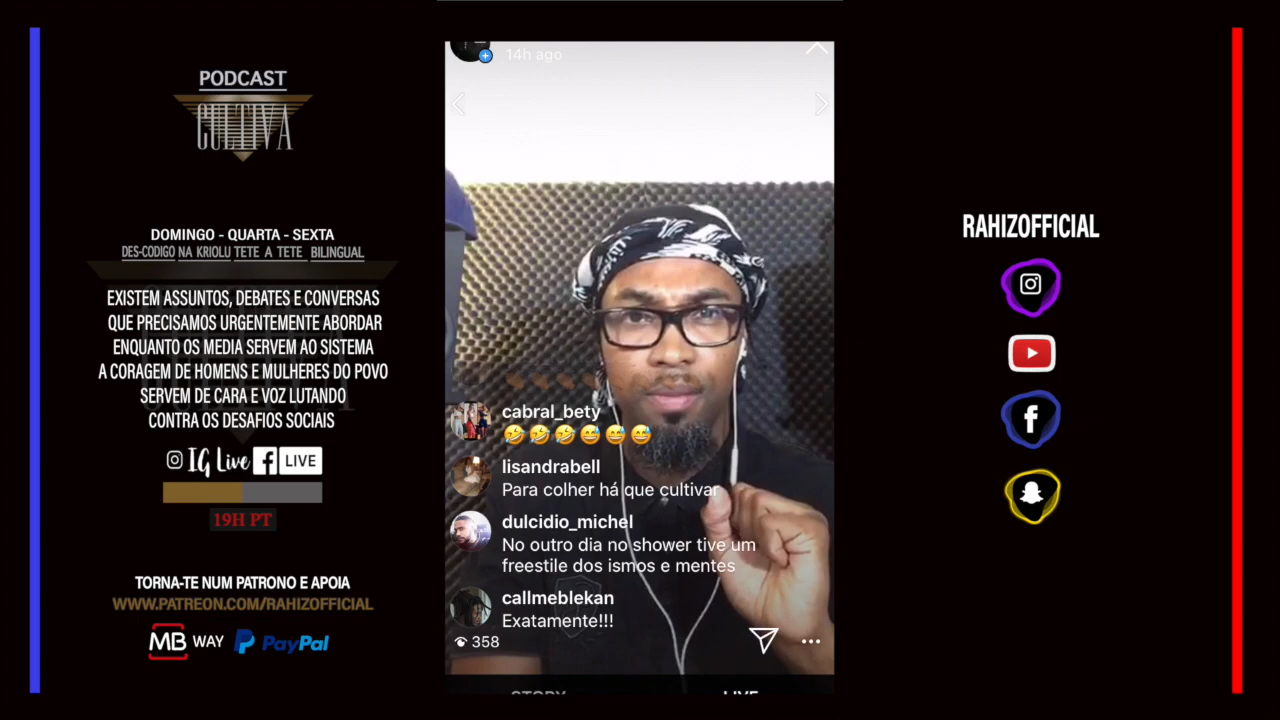 PODCAST
CULTIVA
DOMINGO - QUARTA - SEXTA
DES-CODIGO NA KRIOLU TETE A TETE BILINGUAL
EXISTEM ASSUNTOS, DEBATES E CONVERSAS
QUE PRECISAMOS URGENTEMENTE ABORDAR
ENQUANTO OS MEDIA SERVEM AO SISTEMA
A CORAGEM DE HOMENS E MULHERES DO POVO
SERVEM DE CARA E VOZ LUTANDO
CONTRA OS DESAFIOS SOCIAIS
IG Live f LIVE
19H PT
TORNA-TE NUM PATRONO E APOIA
WWW.PATREON.COM/RAHIZOFFICIAL
MB WAY PayPal
14h ago
cabral_bety
🤣🤣🤣😅😅😅
lisandrabell
Para colher há que cultivar
dulcidio_michel
No outro dia no shower tive um
freestile dos ismos e mentes
callmeblekan
Exatamente!!!
358
STORY LIVE
RAHIZOFFICIAL